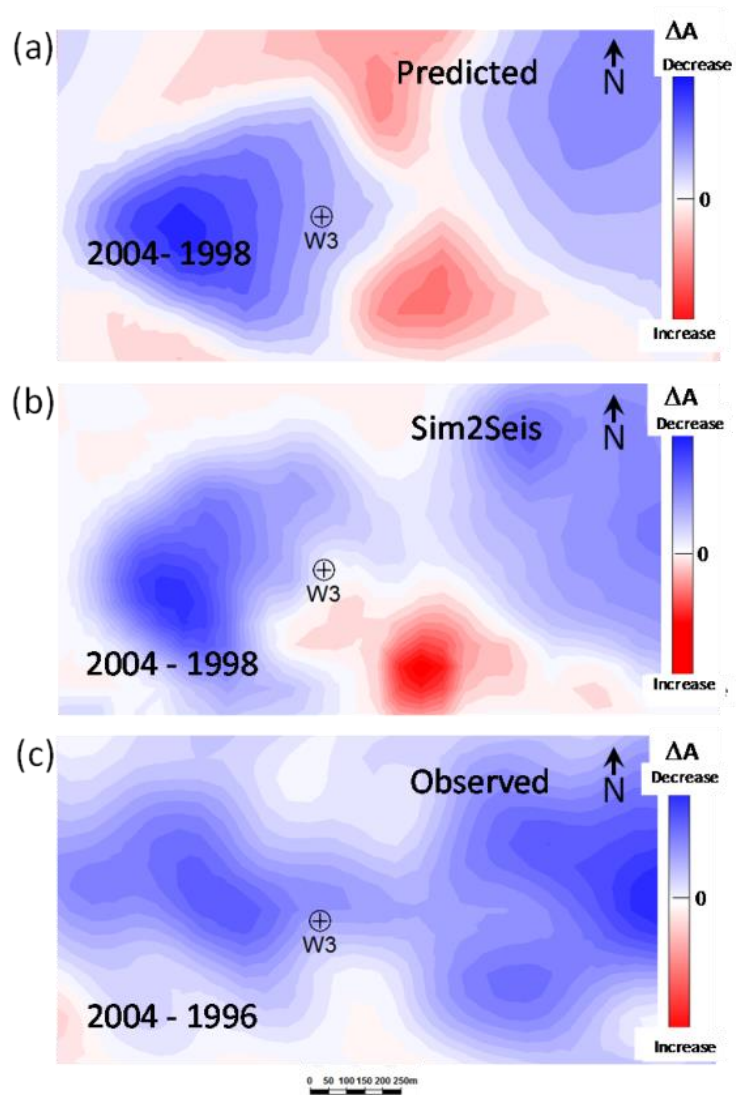 (a)
Predicted
N
ΔA
Decrease
0
Increase
W3
2004- 1998
(b)
Sim2Seis
N
ΔA
Decrease
0
Increase
W3
2004 - 1998
(c)
Observed
N
ΔA
Decrease
0
Increase
W3
2004 - 1996
0 50 100 150 200 250m